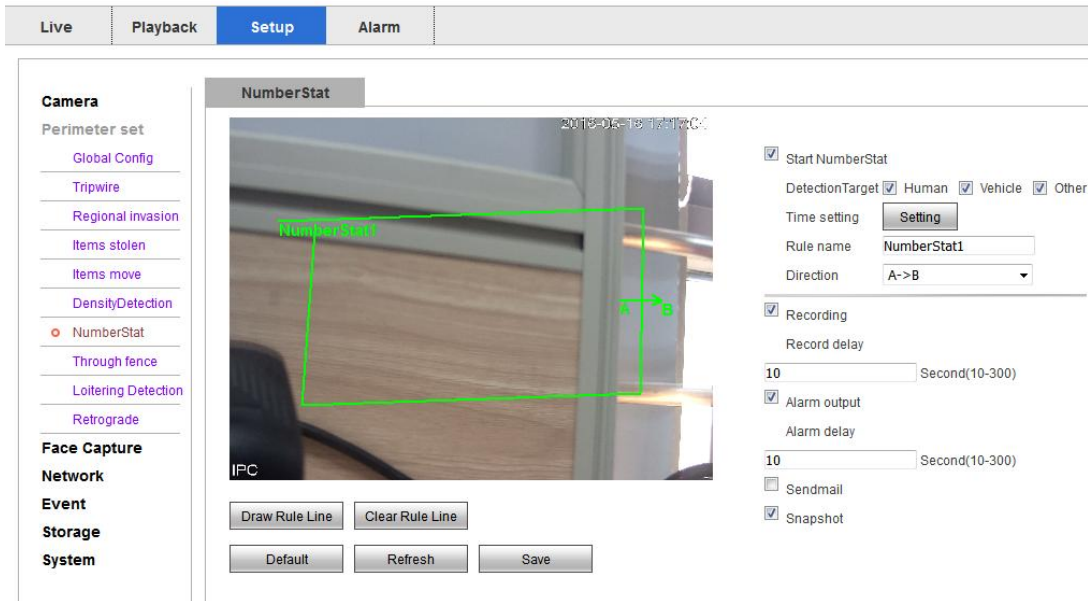 Live Playback Setup Alarm
Camera
Perimeter set
Global Config
Tripwire
Regional invasion
Items stolen
Items move
DensityDetection
NumberStat
Through fence
Loitering Detection
Retrograde
Face Capture
Network
Event
Storage
System
NumberStat
NumberStat1
A B
IPC
Draw Rule Line Clear Rule Line
Default Refresh Save
Start NumberStat
DetectionTarget Human Vehicle Other
Time setting Setting
Rule name NumberStat1
Direction A->B
Recording
Record delay
10 Second(10-300)
Alarm output
Alarm delay
10 Second(10-300)
Sendmail
Snapshot